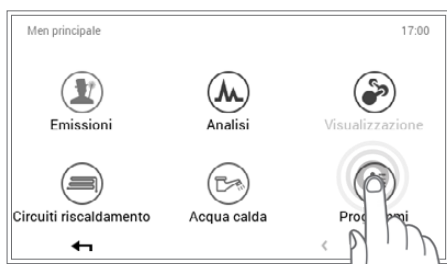 Men principale 17:00
Emissioni Analisi Visualizzazione
Circuiti riscaldamento Acqua calda